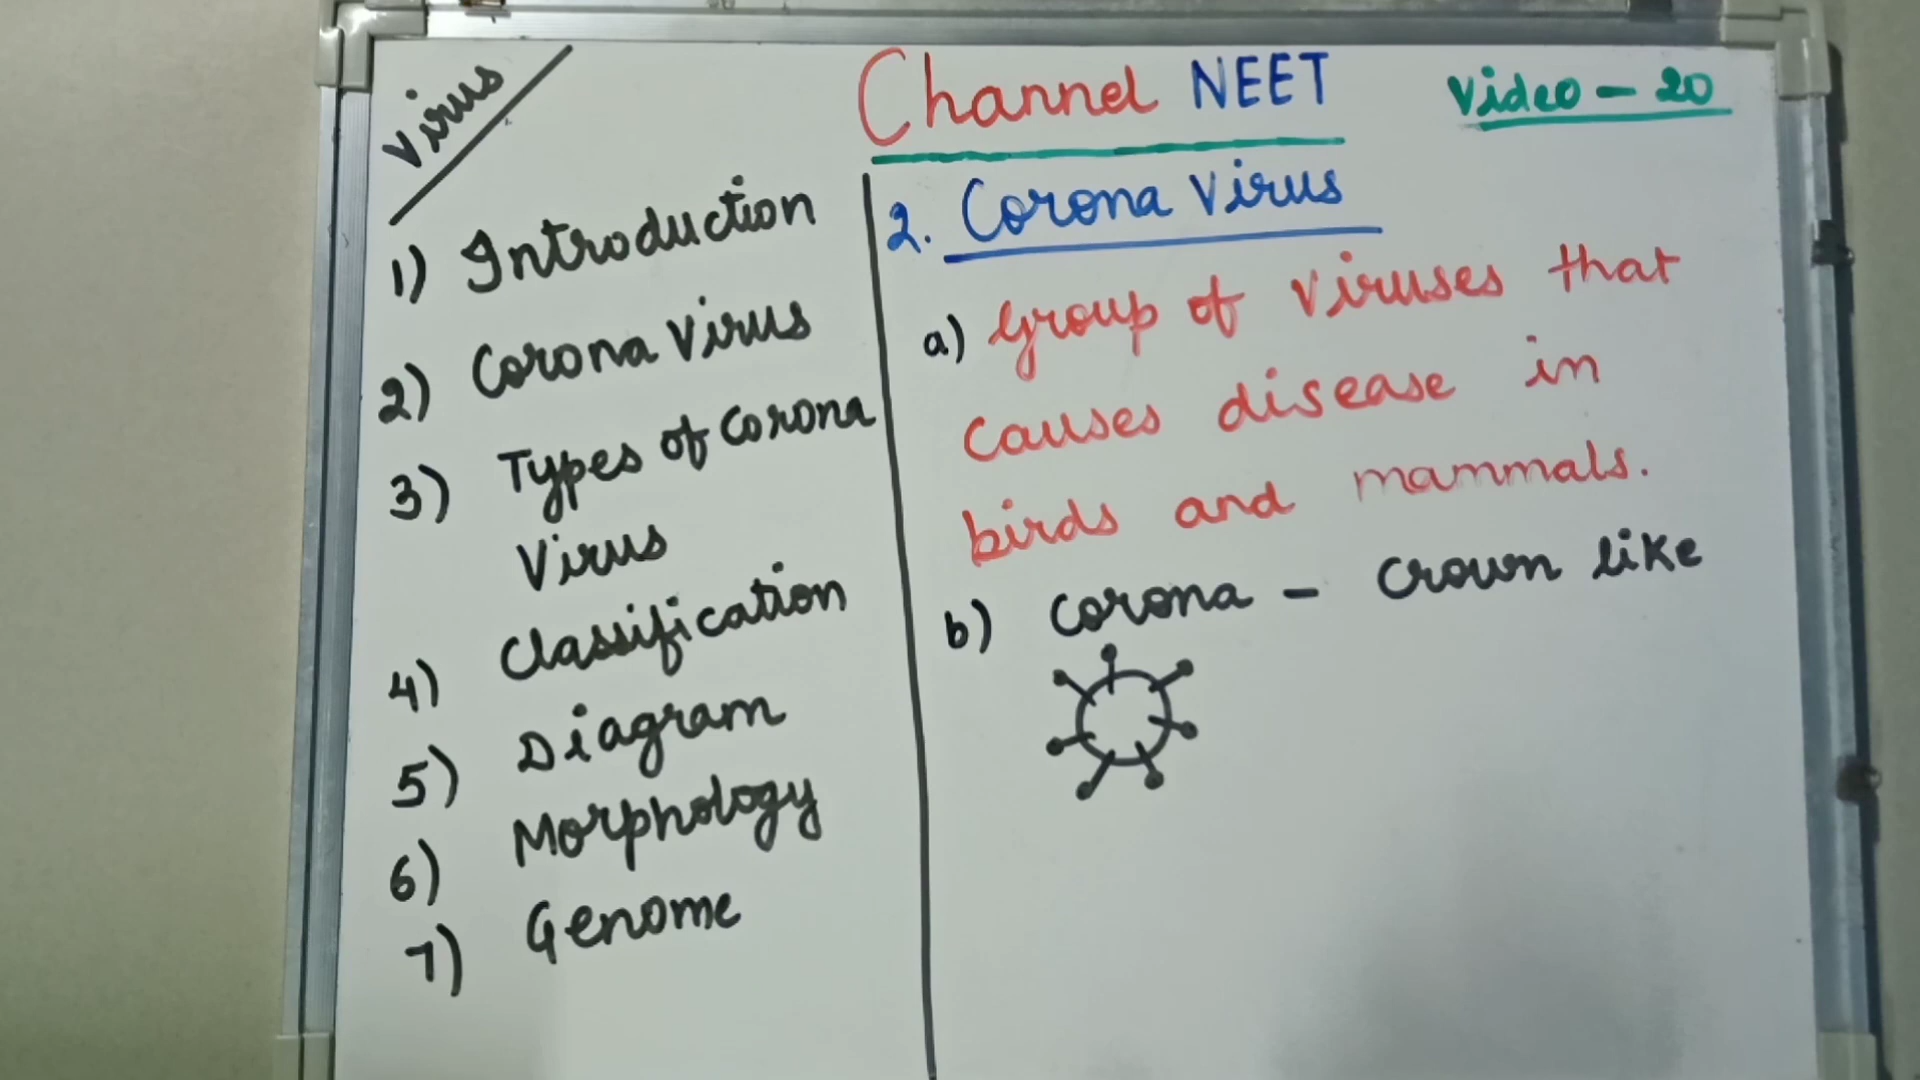 Virus
Channel NEET
Video - 20
1) Introduction
2) Corona Virus
3) Types of Corona
Virus
4) Classification
5) Diagram
6) Morphology
7) Genome
2. Corona Virus
a) Group of Viruses that
causes disease in
birds and mammals.
b) Corona - Crown like